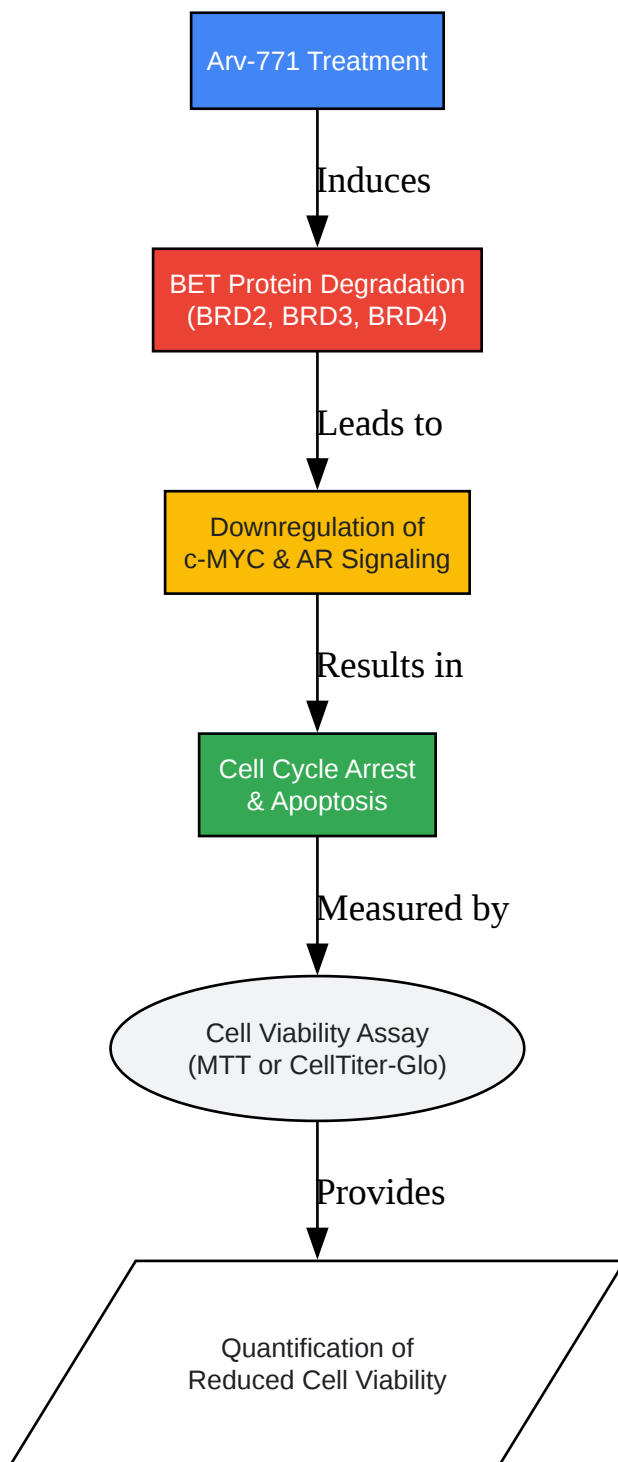 Arv-771 Treatment
Induces
BET Protein Degradation
(BRD2, BRD3, BRD4)
Leads to
Downregulation of
c-MYC & AR Signaling
Results in
Cell Cycle Arrest
& Apoptosis
Measured by
Cell Viability Assay
(MTT or CellTiter-Glo)
Provides
Quantification of
Reduced Cell Viability